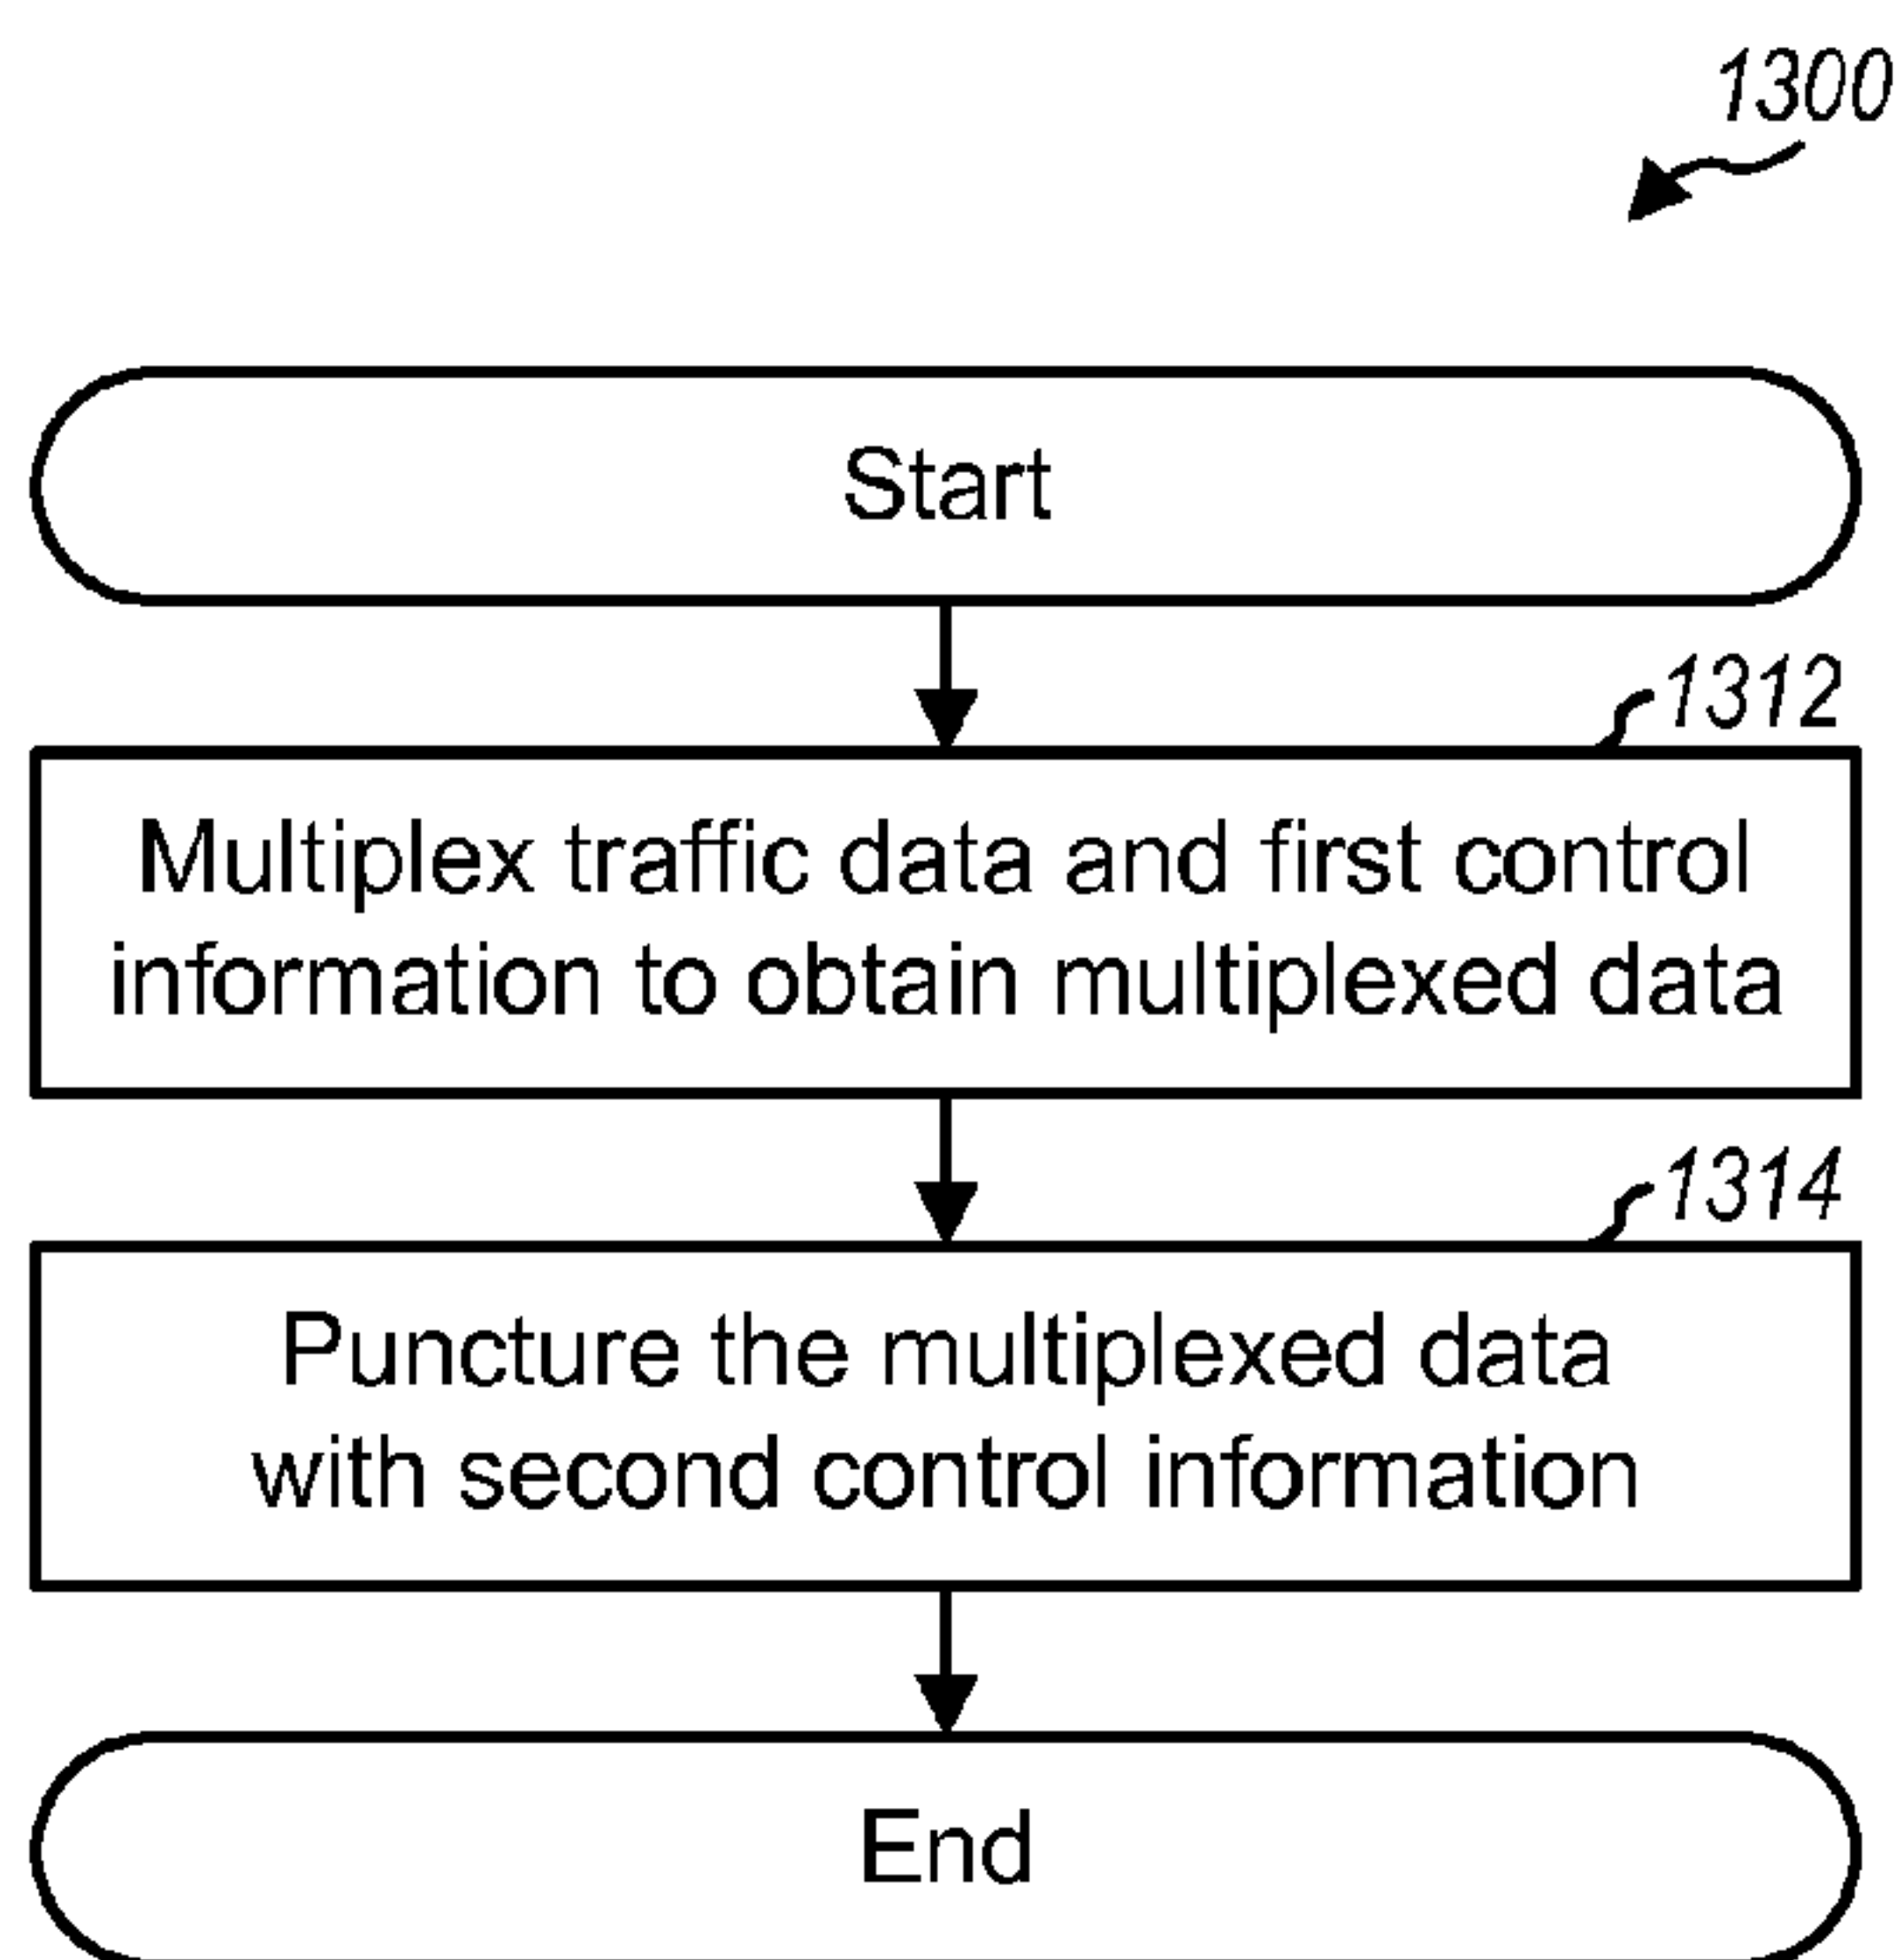 1300
Start
1312
Multiplex traffic data and first control
information to obtain multiplexed data
1314
Puncture the multiplexed data
with second control information
End